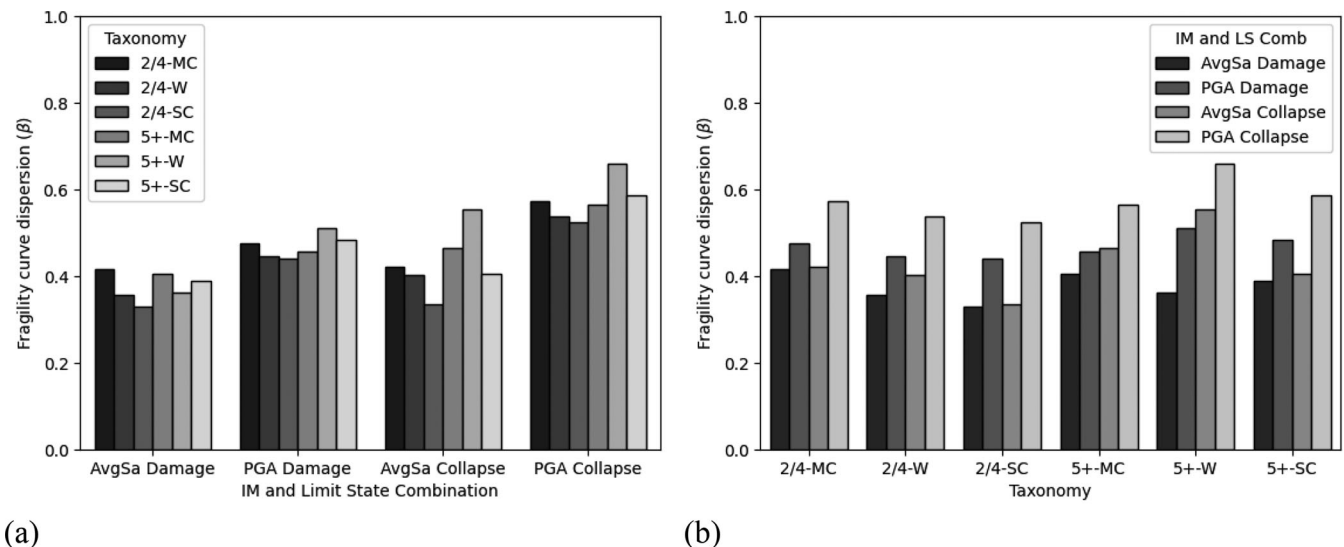 1.0
0.8
0.6
0.4
0.2
0.0
Fragility curve dispersion (β)
Taxonomy
2/4-MC
2/4-W
2/4-SC
5+-MC
5+-W
5+-SC
AvgSa Damage PGA Damage AvgSa Collapse PGA Collapse
IM and Limit State Combination
(a)
1.0
0.8
0.6
0.4
0.2
0.0
Fragility curve dispersion (β)
IM and LS Comb
AvgSa Damage
PGA Damage
AvgSa Collapse
PGA Collapse
2/4-MC 2/4-W 2/4-SC 5+-MC 5+-W 5+-SC
Taxonomy
(b)